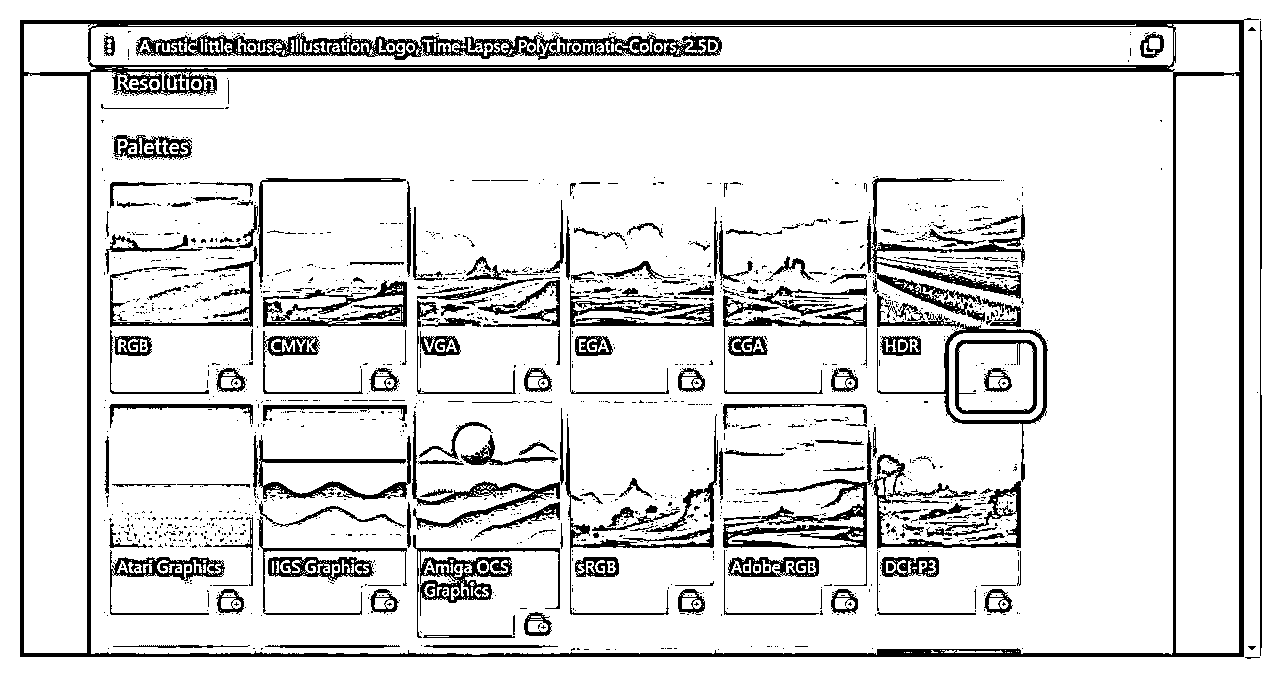 A rustic little house, Illustration, Logo, Time-Lapse, Polychromatic-Colors, 2.5D
Resolution
Palettes
RGB
CMYK
VGA
EGA
CGA
HDR
Atari Graphics
IIGS Graphics
Amiga OCS
Graphics
sRGB
Adobe RGB
DCI-P3